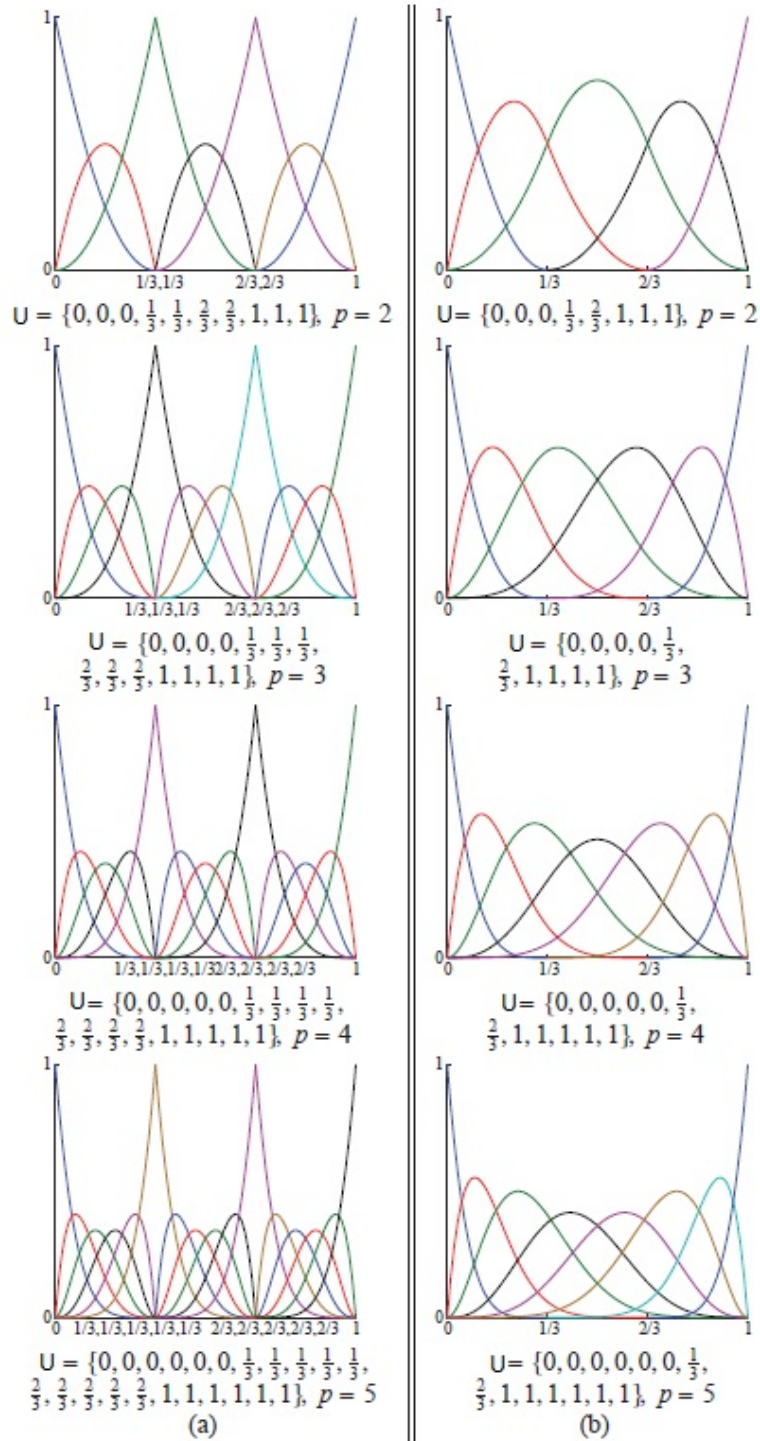 1
0
0 1/3,1/3 2/3,2/3 1
U = {0, 0, 0, 1/3, 1/3, 2/3, 2/3, 1, 1, 1}, p = 2
1
0
0 1/3,1/3,1/3 2/3,2/3,2/3 1
U = {0, 0, 0, 0, 1/3, 1/3, 1/3,
2/3, 2/3, 2/3, 1, 1, 1, 1}, p = 3
1
0
0 1/3,1/3,1/3,1/3 2/3,2/3,2/3,2/3 1
U= {0, 0, 0, 0, 0, 1/3, 1/3, 1/3, 1/3,
2/3, 2/3, 2/3, 2/3, 1, 1, 1, 1, 1}, p = 4
1
0
0 1/3,1/3,1/3,1/3,1/3 2/3,2/3,2/3,2/3,2/3 1
U = {0, 0, 0, 0, 0, 0, 1/3, 1/3, 1/3, 1/3, 1/3,
2/3, 2/3, 2/3, 2/3, 2/3, 1, 1, 1, 1, 1, 1}, p = 5
(a)
1
0
0 1/3 2/3 1
U= {0, 0, 0, 1/3, 2/3, 1, 1, 1}, p = 2
1
0
0 1/3 2/3 1
U = {0, 0, 0, 0, 1/3,
2/3, 1, 1, 1, 1}, p = 3
1
0
0 1/3 2/3 1
U= {0, 0, 0, 0, 0, 1/3,
2/3, 1, 1, 1, 1, 1}, p = 4
1
0
0 1/3 2/3 1
U= {0, 0, 0, 0, 0, 0, 1/3,
2/3, 1, 1, 1, 1, 1, 1}, p = 5
(b)